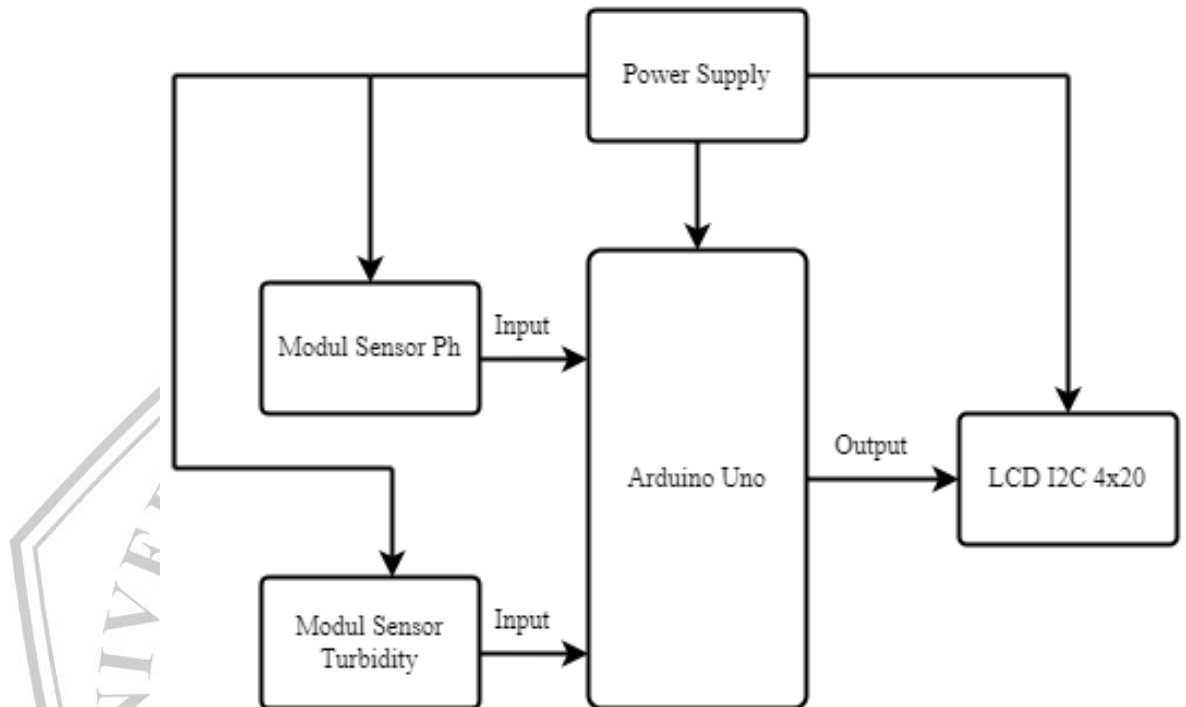 Power Supply
Modul Sensor Ph
Input
Arduino Uno
Output
LCD I2C 4x20
Modul Sensor
Turbidity
Input